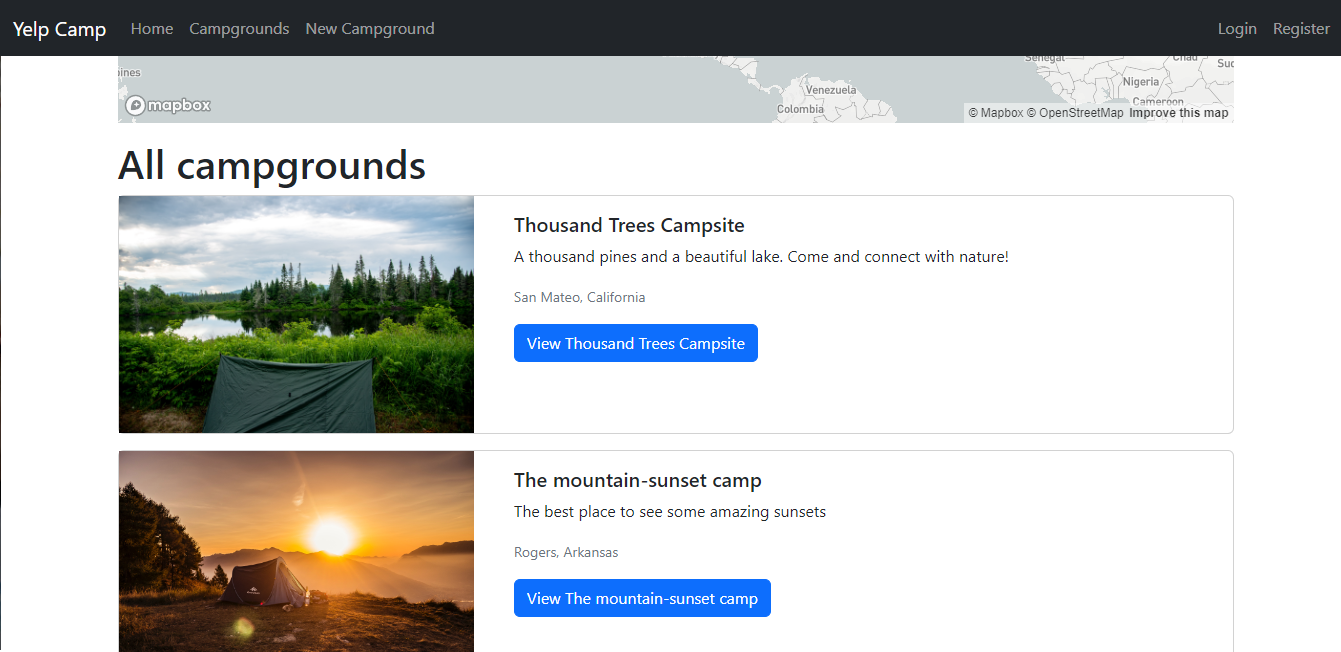 Yelp Camp Home Campgrounds New Campground Login Register
Senegal Chad
ines
Nigeria
Venezuela
Cameroon
mapbox
Colombia
© Mapbox © OpenStreetMap Improve this map
All campgrounds
Thousand Trees Campsite
A thousand pines and a beautiful lake. Come and connect with nature!
San Mateo, California
View Thousand Trees Campsite
The mountain-sunset camp
The best place to see some amazing sunsets
Rogers, Arkansas
View The mountain-sunset camp